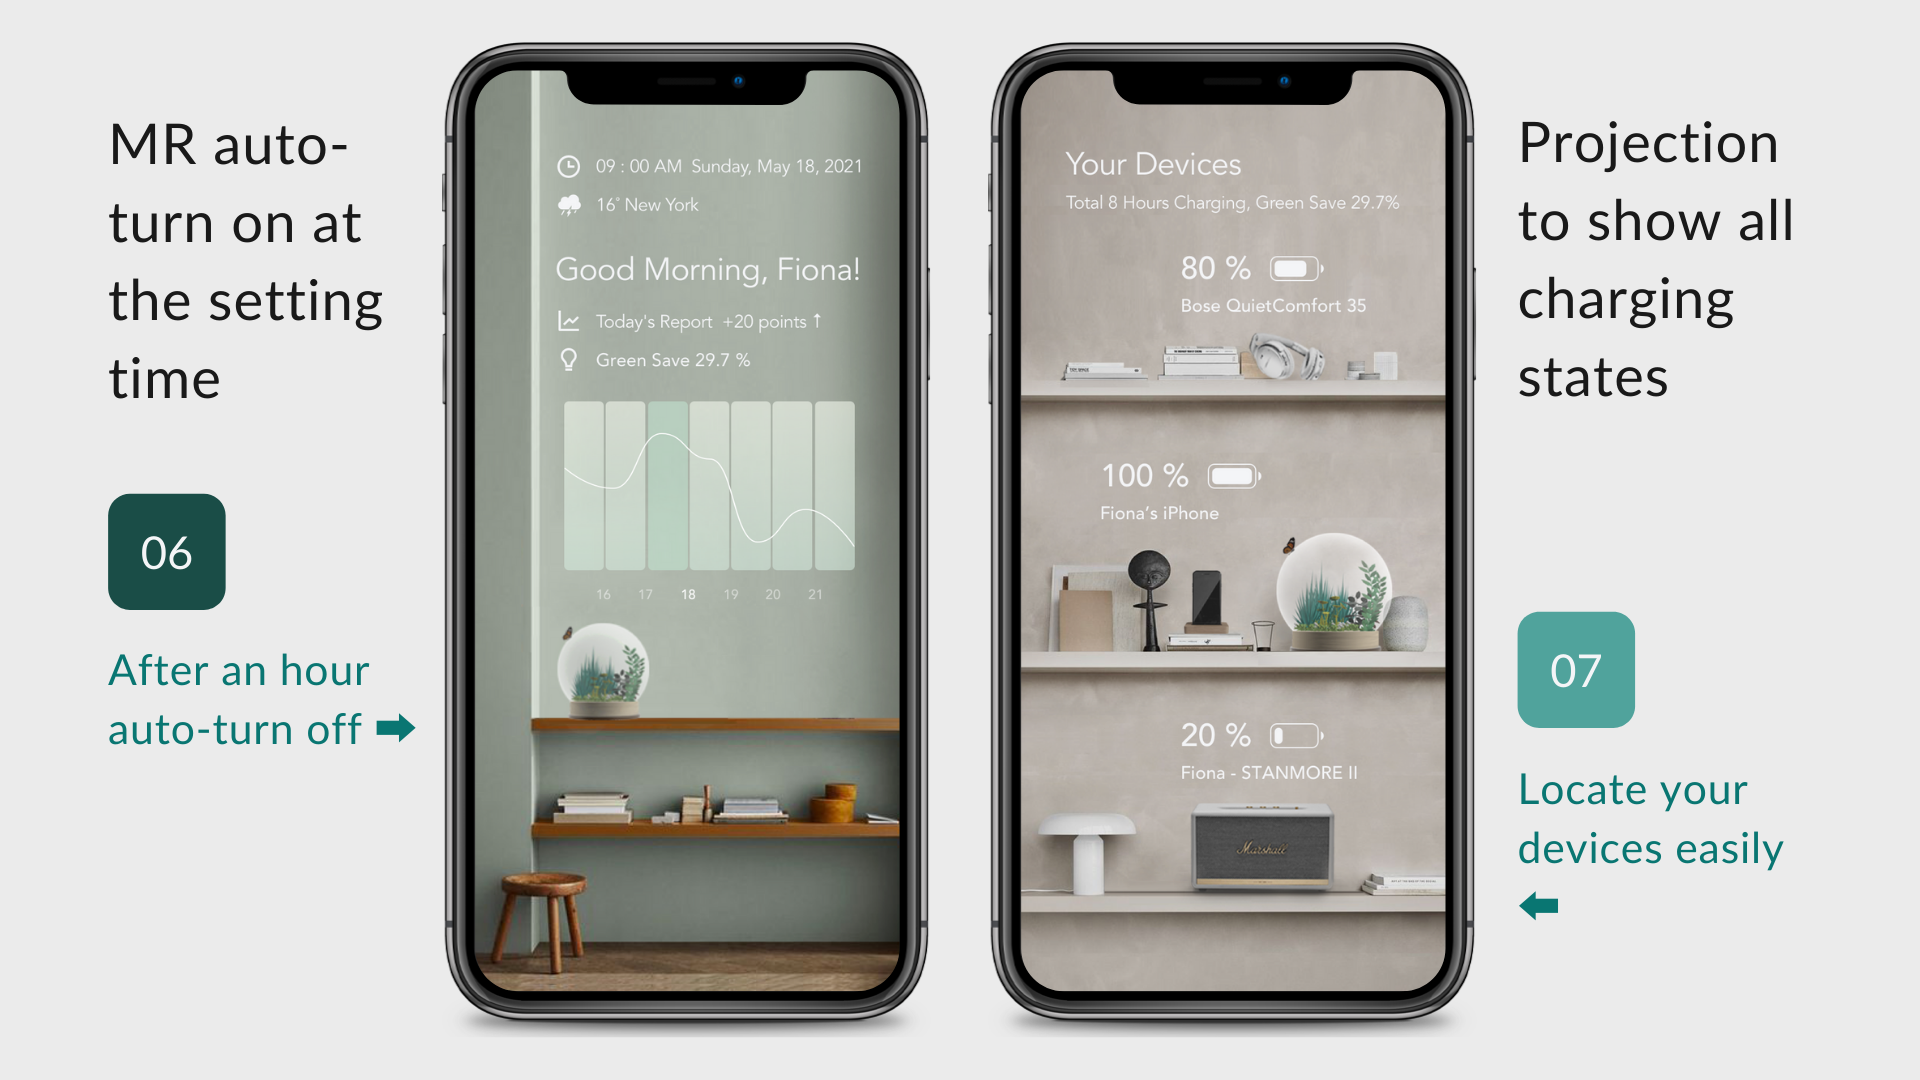 MR auto-
turn on at
the setting
time
06
After an hour
auto-turn off
09 : 00 AM Sunday, May 18, 2021
16° New York
Good Morning, Fiona!
Today's Report +20 points ↑
Green Save 29.7 %
16 17 18 19 20 21
Your Devices
Total 8 Hours Charging, Green Save 29.7%
80 %
Bose QuietComfort 35
100 %
Fiona's iPhone
20 %
Fiona - STANMORE II
Marshall
Projection
to show all
charging
states
07
Locate your
devices easily